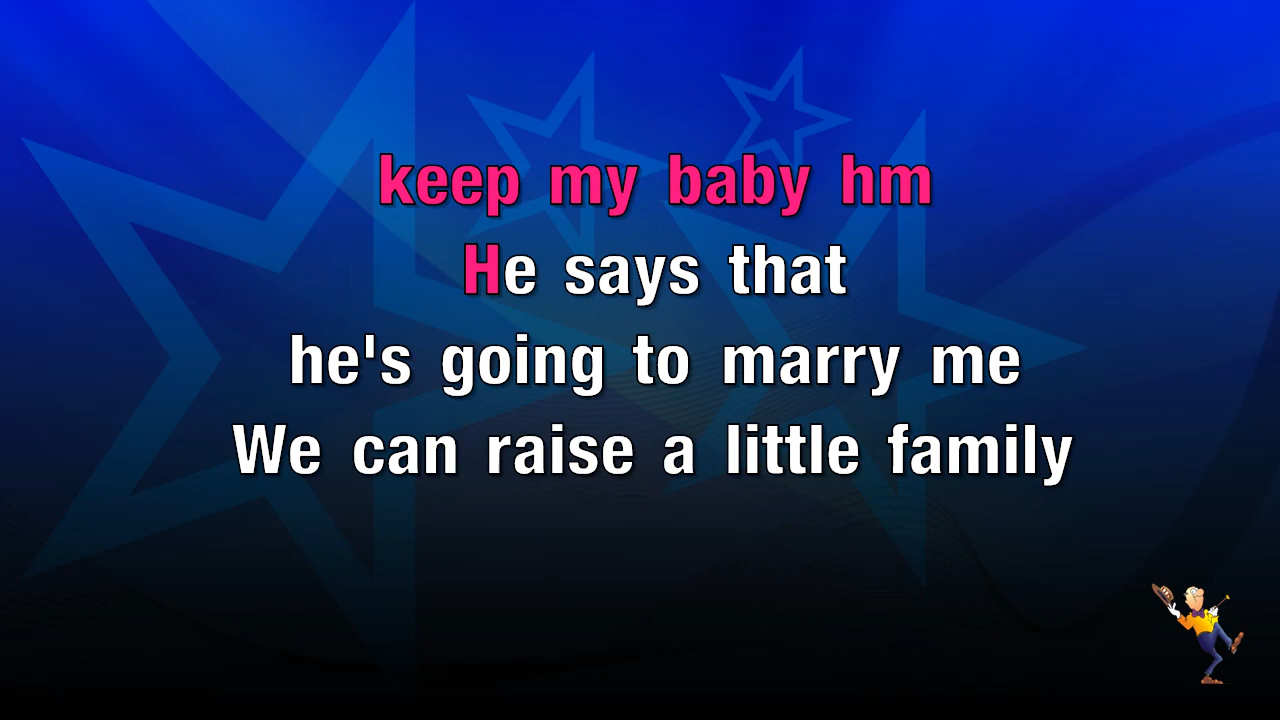 keep my baby hm
He says that
he's going to marry me
We can raise a little family